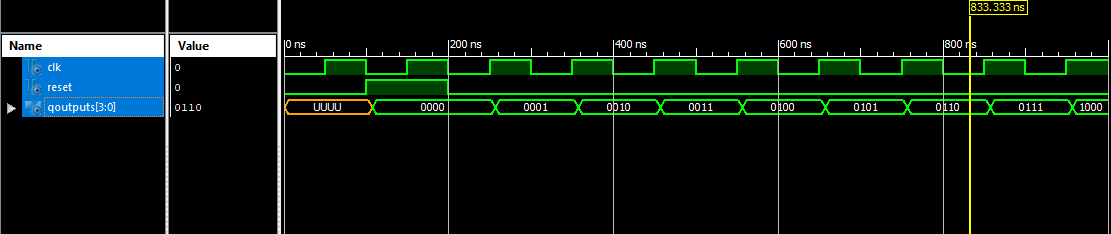 833.333 ns
Name Value
0 ns 200 ns 400 ns 600 ns 800 ns
clk 0
reset 0
qoutputs[3:0] 0110 UUUU 0000 0001 0010 0011 0100 0101 0110 0111 1000